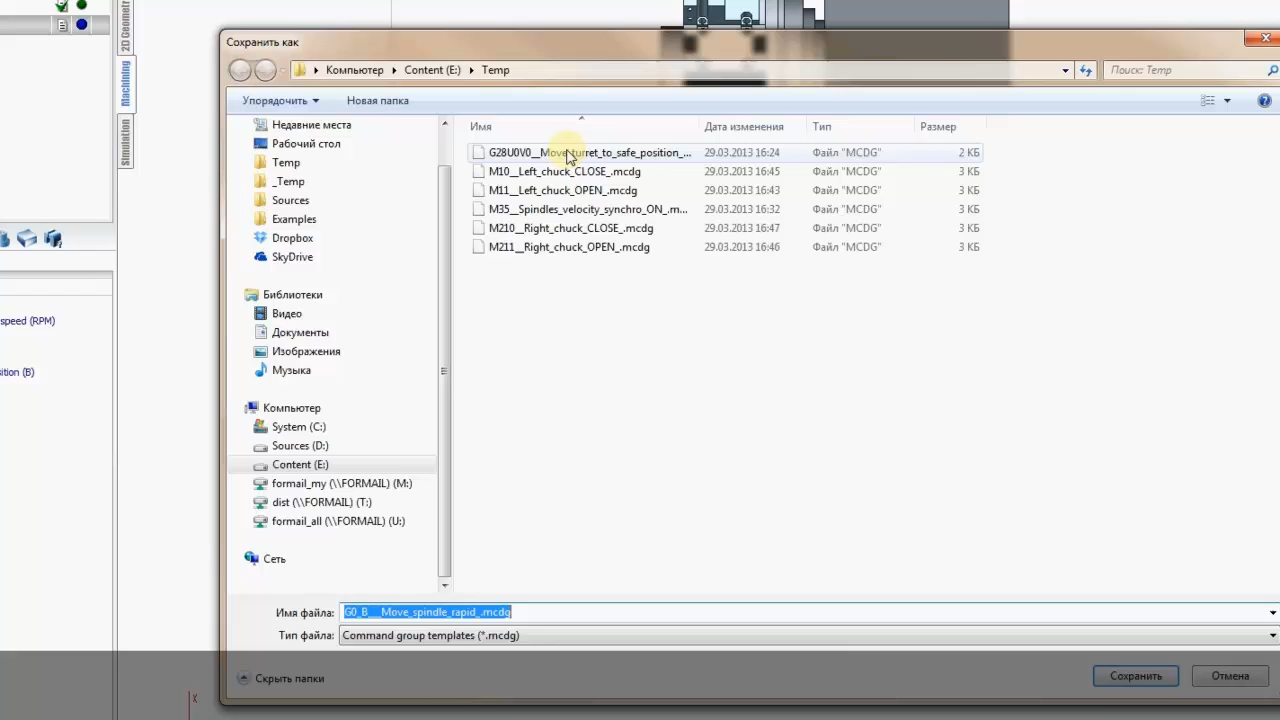 2D Geometry
Machining
Simulation
speed (RPM)
ition (B)
X
Сохранить как
Компьютер
Content (E:)
Temp
Поиск: Temp
Упорядочить
Новая папка
Недавние места
Рабочий стол
Temp
_Temp
Sources
Examples
Dropbox
SkyDrive
Библиотеки
Видео
Документы
Изображения
Музыка
Компьютер
System (C:)
Sources (D:)
Content (E:)
formail_my (\\FORMAIL) (M:)
dist (\\FORMAIL) (T:)
formail_all (\\FORMAIL) (U:)
Сеть
Имя Дата изменения Тип Размер
G28U0V0__Move_turret_to_safe_position_... 29.03.2013 16:24 Файл "MCDG" 2 КБ
M10__Left_chuck_CLOSE_.mcdg 29.03.2013 16:45 Файл "MCDG" 3 КБ
M11__Left_chuck_OPEN_.mcdg 29.03.2013 16:43 Файл "MCDG" 3 КБ
M35__Spindles_velocity_synchro_ON_.m... 29.03.2013 16:32 Файл "MCDG" 3 КБ
M210__Right_chuck_CLOSE_.mcdg 29.03.2013 16:47 Файл "MCDG" 3 КБ
M211__Right_chuck_OPEN_.mcdg 29.03.2013 16:46 Файл "MCDG" 3 КБ
Имя файла: G0_B___Move_spindle_rapid_.mcdg
Тип файла: Command group templates (*.mcdg)
Скрыть папки
Сохранить
Отмена